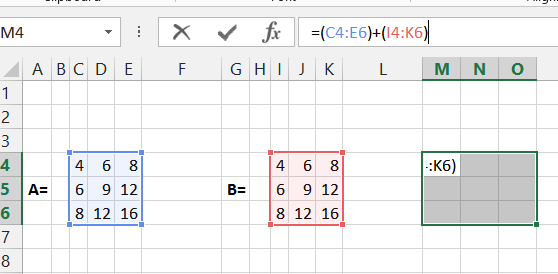 M4 fx =(C4:E6)+(I4:K6)
A B C D E F G H I J K L M N O
1
2
3
4 4 6 8 4 6 8 :K6)
5 A= 6 9 12 B= 6 9 12
6 8 12 16 8 12 16
7
8